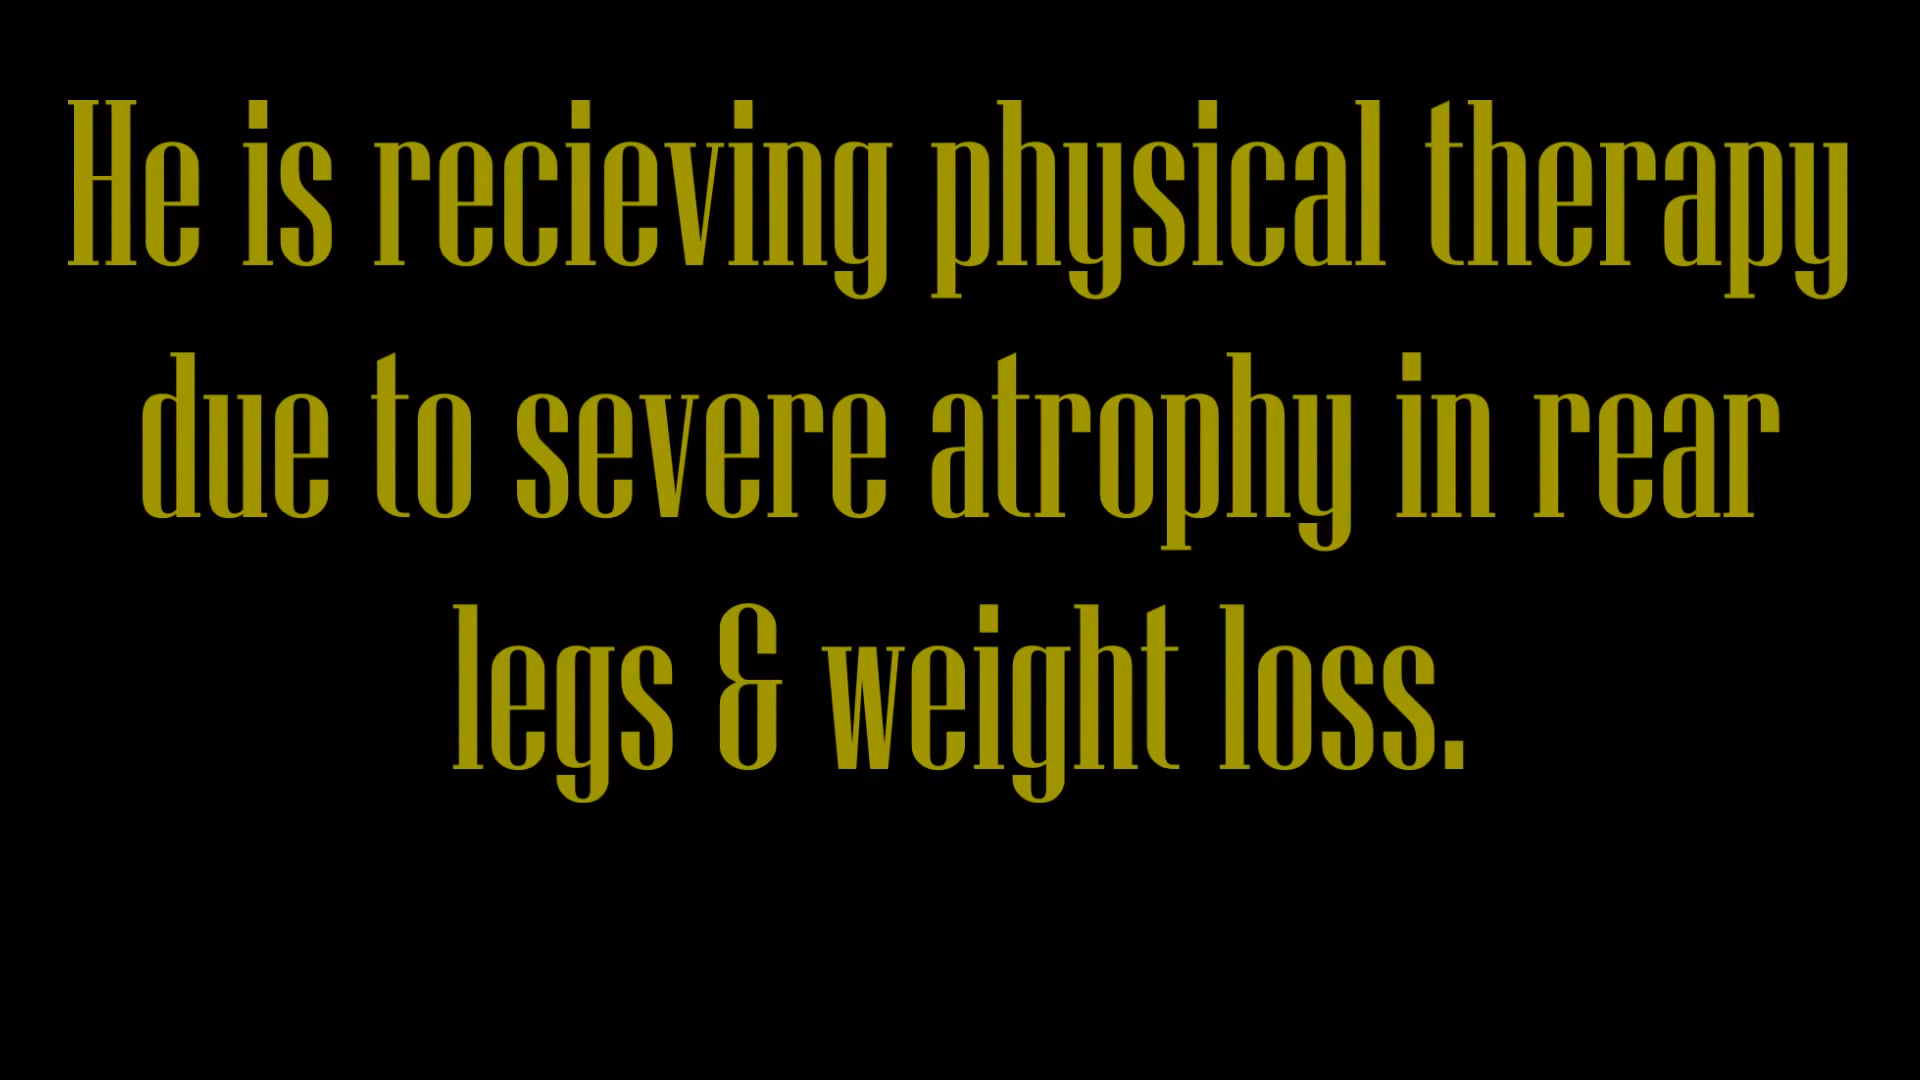 He is recieving physical therapy
due to severe atrophy in rear
legs & weight loss.